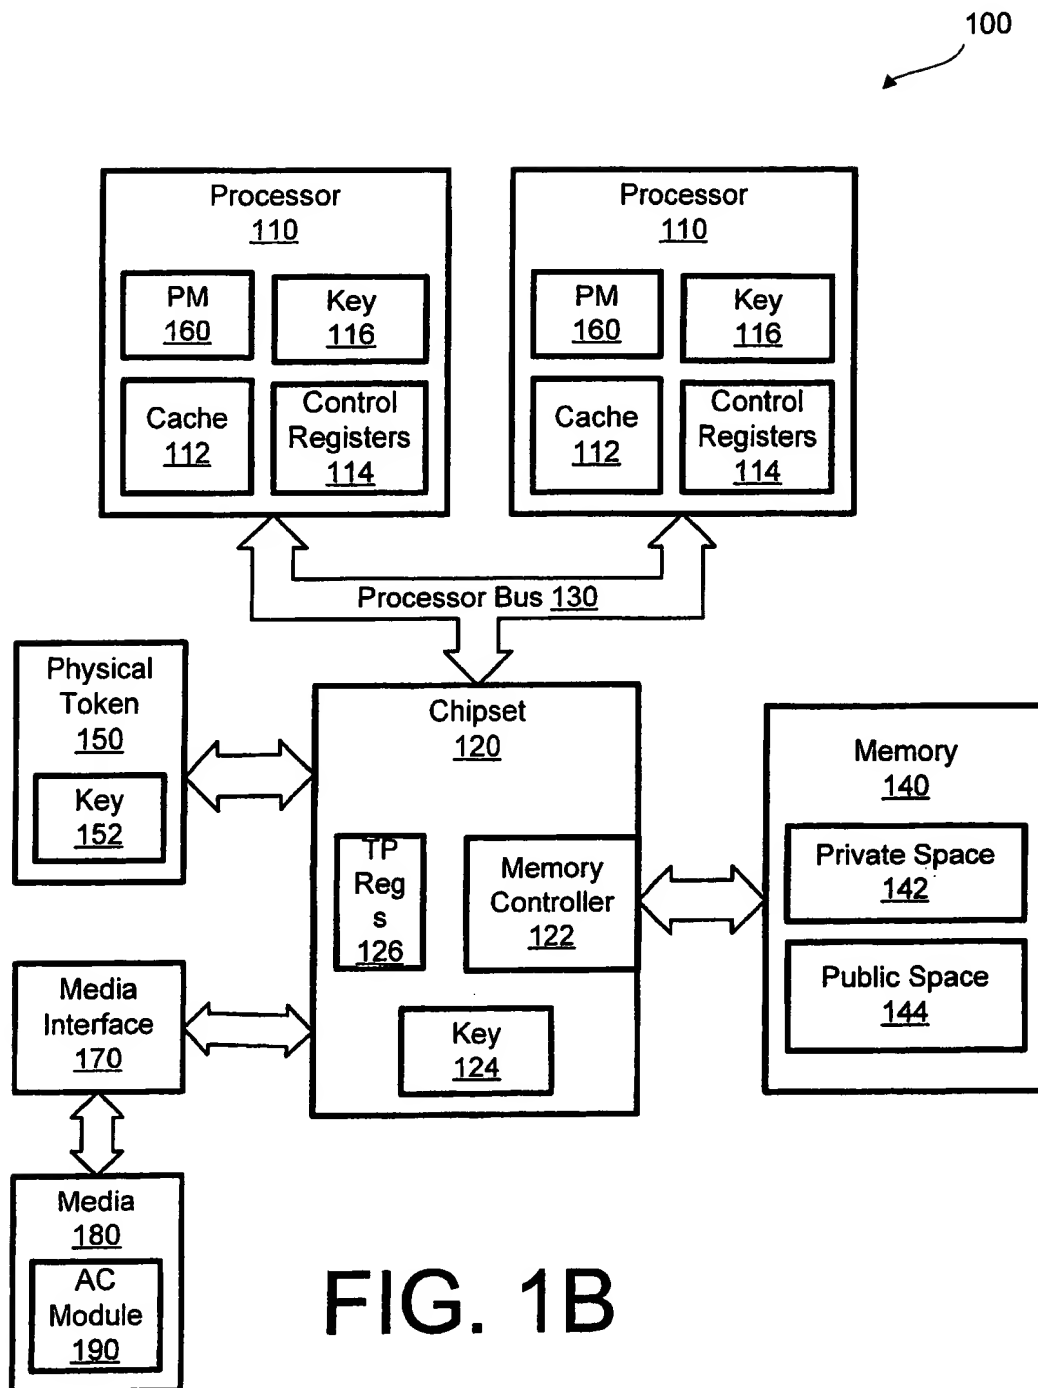 100
Processor
110
PM
160
Key
116
Cache
112
Control
Registers
114
Processor
110
PM
160
Key
116
Cache
112
Control
Registers
114
Processor Bus 130
Physical
Token
150
Key
152
Chipset
120
TP
Reg
s
126
Memory
Controller
122
Key
124
Memory
140
Private Space
142
Public Space
144
Media
Interface
170
Media
180
AC
Module
190
FIG. 1B